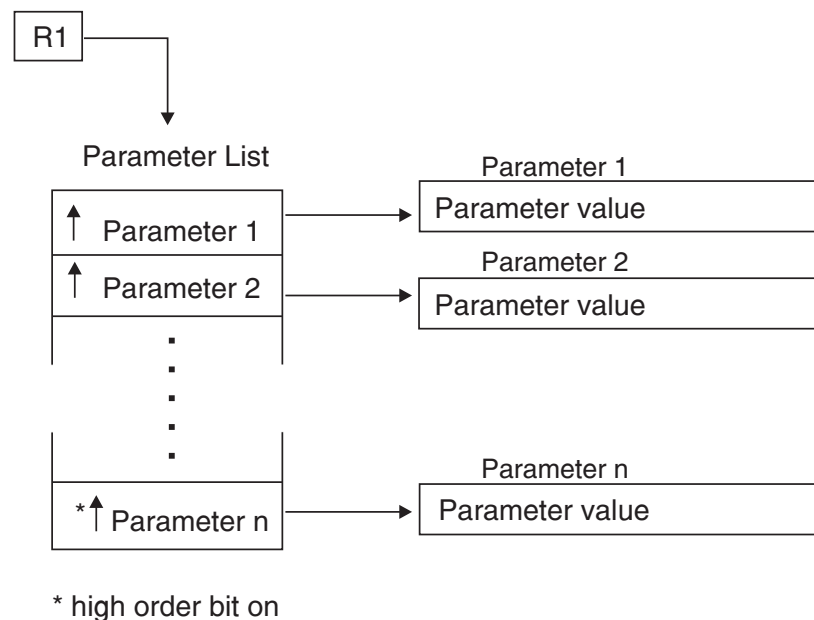 R1
Parameter List
↑ Parameter 1
↑ Parameter 2
*↑ Parameter n
Parameter 1
Parameter value
Parameter 2
Parameter value
Parameter n
Parameter value
* high order bit on